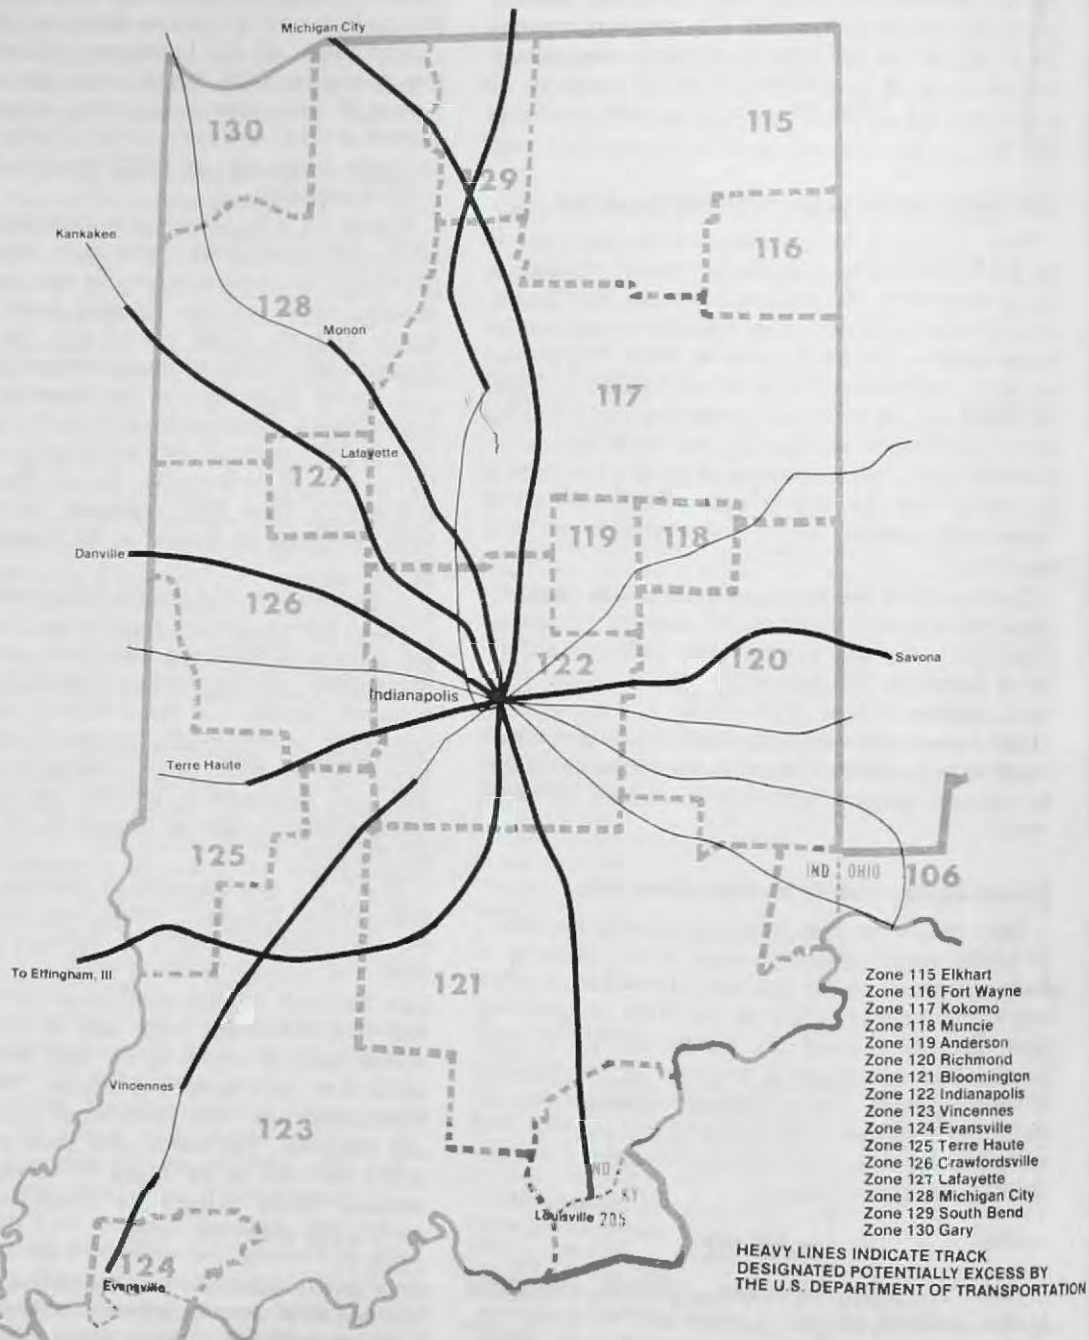 Michigan City
130
115
129
Kankakee
116
128
Monon
117
Lafayette
127
119
118
Danville
126
122
120
Savona
Indianapolis
Terre Haute
125
IND
OHIO
106
To Effingham, Ill
121
Vincennes
123
IND
KY
Louisville 205
124
Evansville
Zone 115 Elkhart
Zone 116 Fort Wayne
Zone 117 Kokomo
Zone 118 Muncie
Zone 119 Anderson
Zone 120 Richmond
Zone 121 Bloomington
Zone 122 Indianapolis
Zone 123 Vincennes
Zone 124 Evansville
Zone 125 Terre Haute
Zone 126 Crawfordsville
Zone 127 Lafayette
Zone 128 Michigan City
Zone 129 South Bend
Zone 130 Gary
HEAVY LINES INDICATE TRACK
DESIGNATED POTENTIALLY EXCESS BY
THE U.S. DEPARTMENT OF TRANSPORTATION